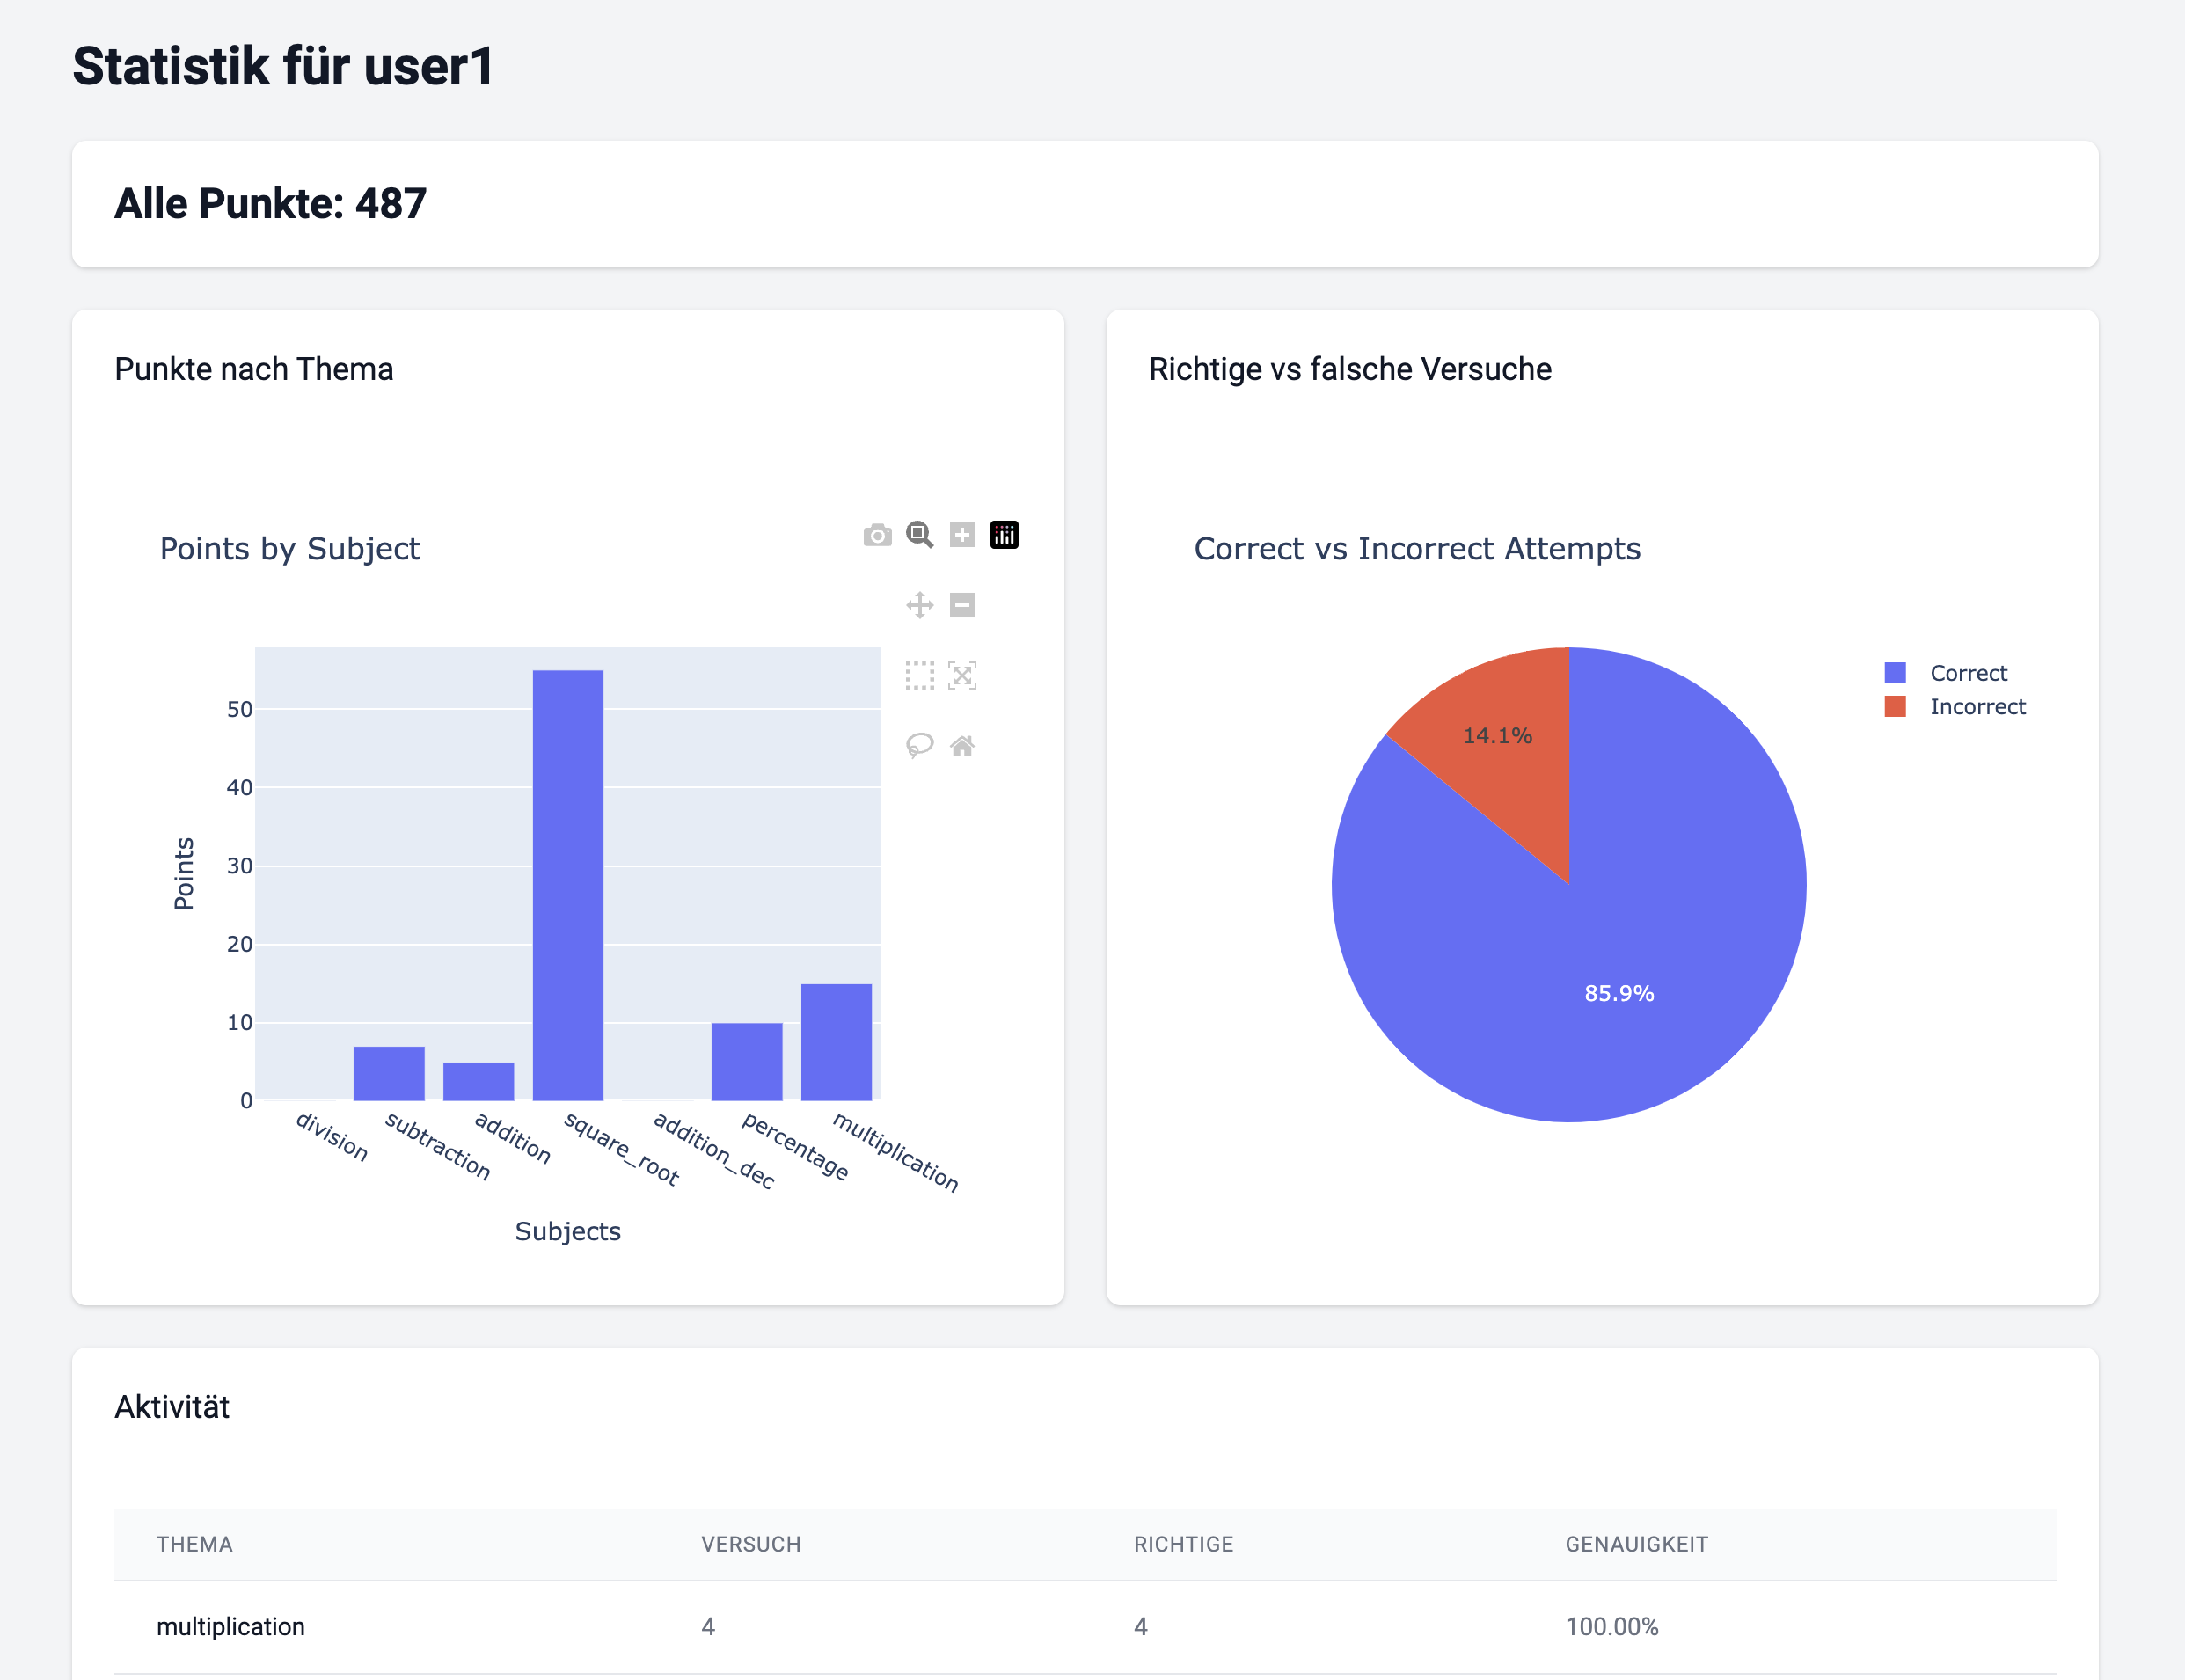 Statistik für user1
Alle Punkte: 487
Punkte nach Thema
Points by Subject
Points
50
40
30
20
10
0
division
subtraction
addition
square_root
addition_dec
percentage
multiplication
Subjects
Richtige vs falsche Versuche
Correct vs Incorrect Attempts
Correct
Incorrect
14.1%
85.9%
Aktivität
THEMA VERSUCH RICHTIGE GENAUIGKEIT
multiplication 4 4 100.00%